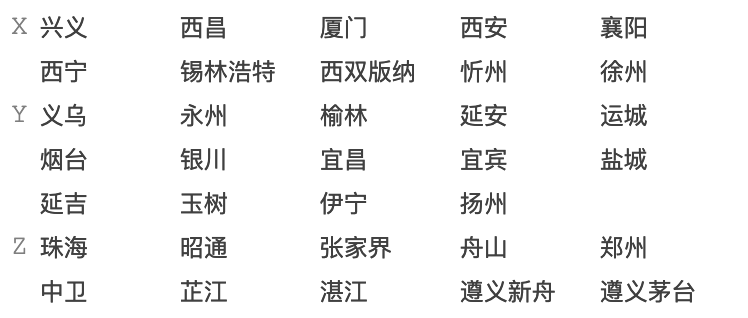 X 兴义 西昌 厦门 西安 襄阳
西宁 锡林浩特 西双版纳 忻州 徐州
Y 义乌 永州 榆林 延安 运城
烟台 银川 宜昌 宜宾 盐城
延吉 玉树 伊宁 扬州
Z 珠海 昭通 张家界 舟山 郑州
中卫 芷江 湛江 遵义新舟 遵义茅台